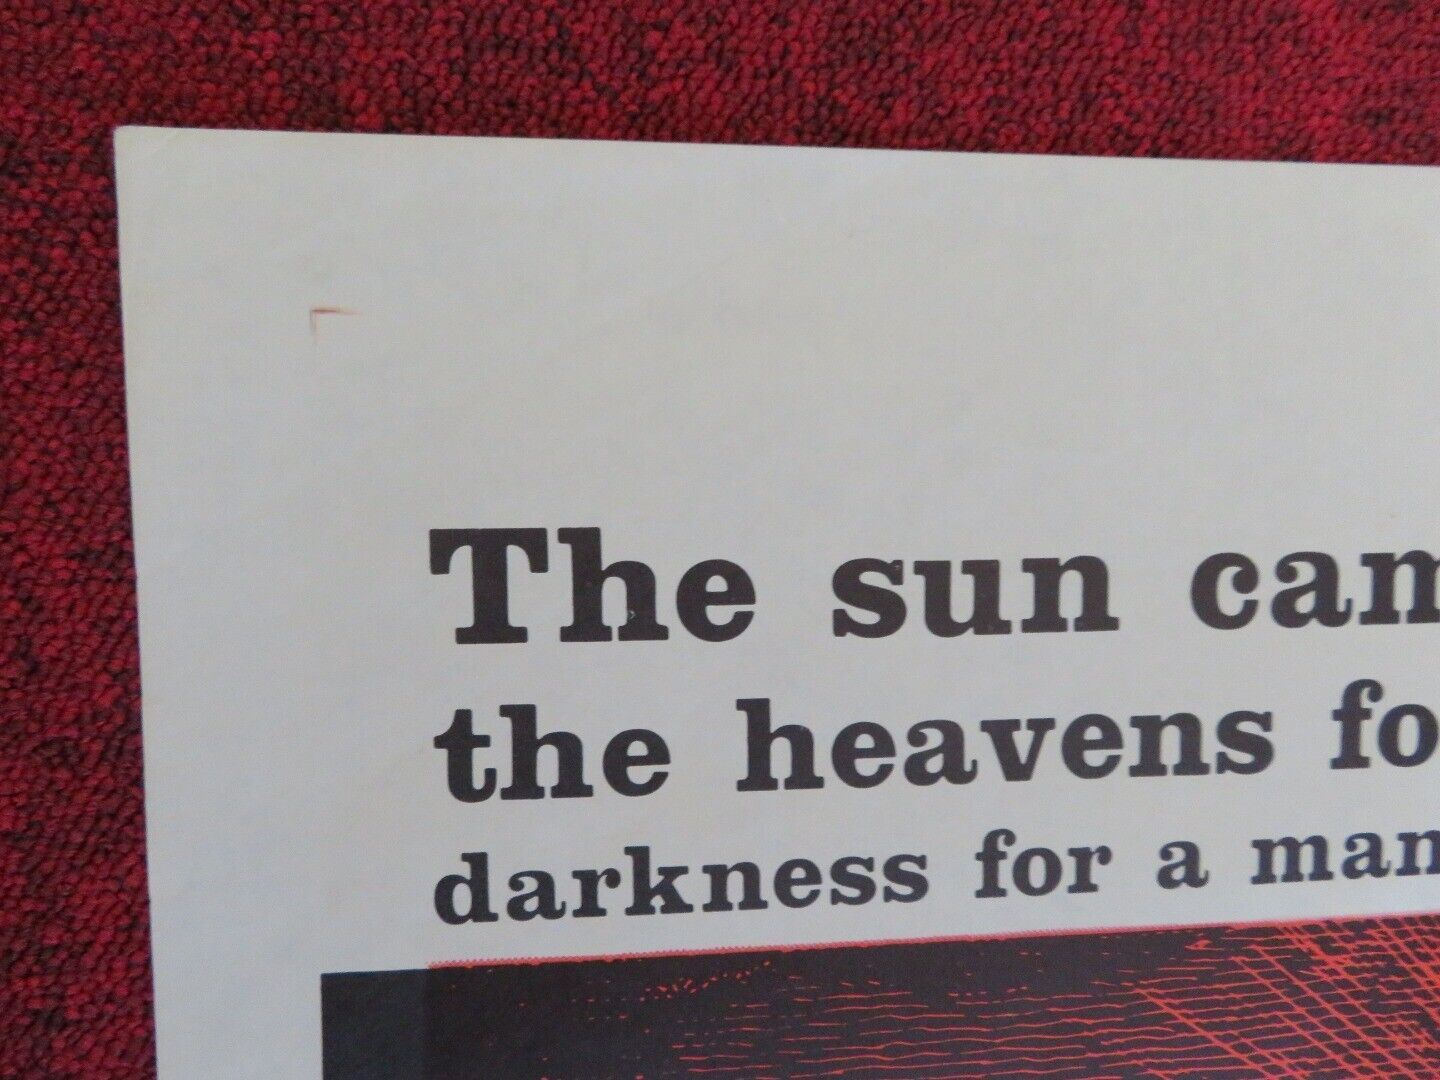 The sun cam
the heavens fo
darkness for a man